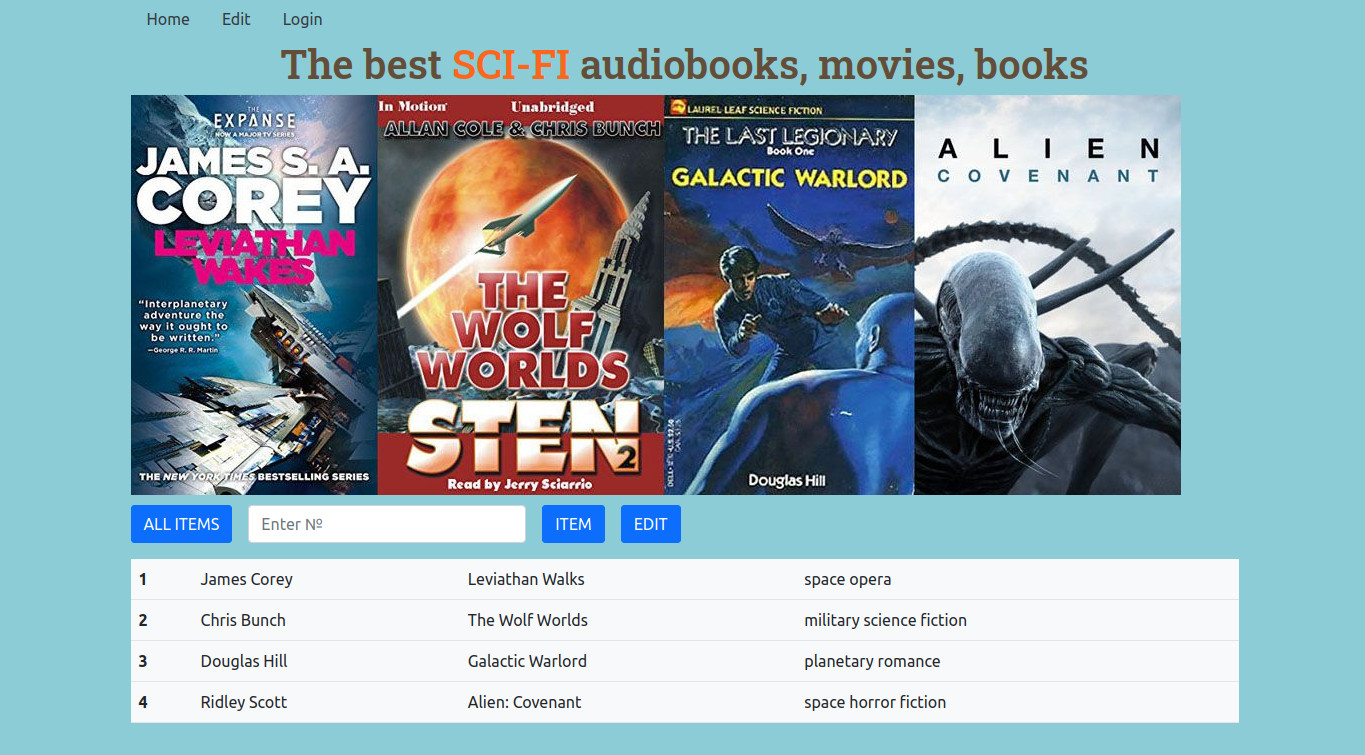 Home Edit Login
The best SCI-FI audiobooks, movies, books
THE
EXPANSE
NOW A MAJOR TV SERIES
JAMES S. A.
COREY
LEVIATHAN
WAKES
“Interplanetary
adventure the
way it ought to
be written.”
—George R. R. Martin
THE NEW YORK TIMES BESTSELLING SERIES
In Motion Unabridged
ALLAN COLE & CHRIS BUNCH
THE
WOLF
WORLDS
STEN
2
Read by Jerry Sciarrio
LAUREL-LEAF SCIENCE FICTION
THE LAST LEGIONARY
Book One
GALACTIC WARLORD
Douglas Hill
ALIEN
COVENANT
ALL ITEMS Enter № ITEM EDIT
1 James Corey Leviathan Walks space opera
2 Chris Bunch The Wolf Worlds military science fiction
3 Douglas Hill Galactic Warlord planetary romance
4 Ridley Scott Alien: Covenant space horror fiction